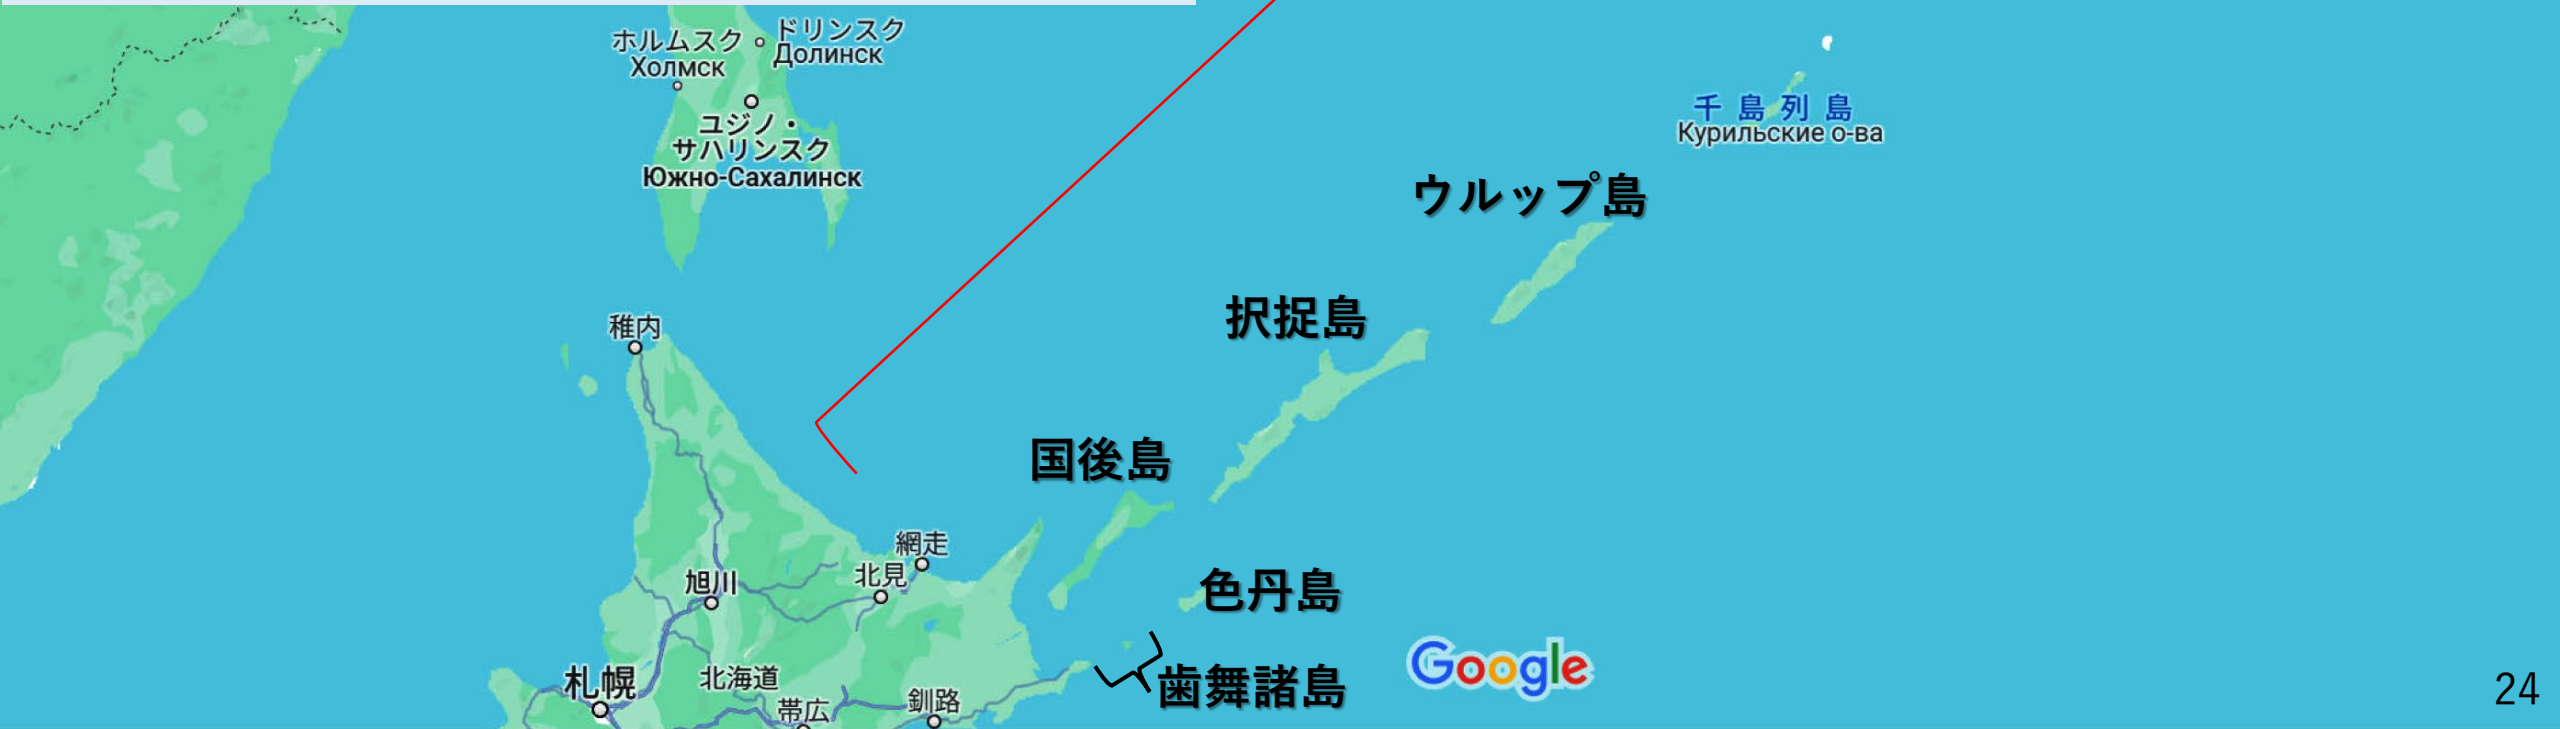 ホルムスク
Холмск
ドリンスク
Долинск
ユジノ・
サハリンスク
Южно-Сахалинск
千島列島
Курильские о-ва
ウルップ島
択捉島
稚内
国後島
網走
北見
旭川
色丹島
札幌
北海道
歯舞諸島
帯広
釧路
Google
24